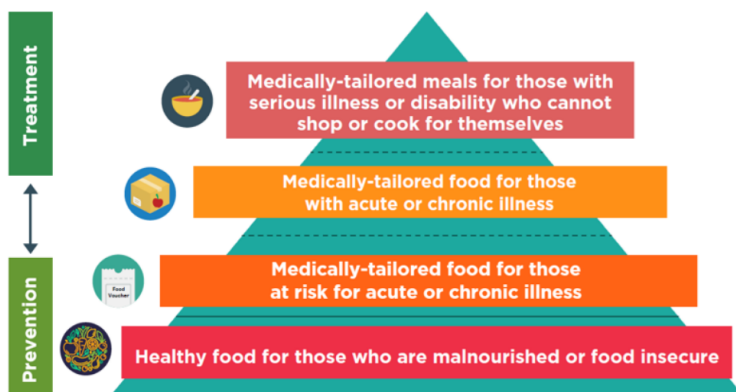 Treatment
Medically-tailored meals for those with
serious illness or disability who cannot
shop or cook for themselves
Medically-tailored food for those
with acute or chronic illness
Medically-tailored food for those
at risk for acute or chronic illness
Food
Voucher
Prevention
Healthy food for those who are malnourished or food insecure